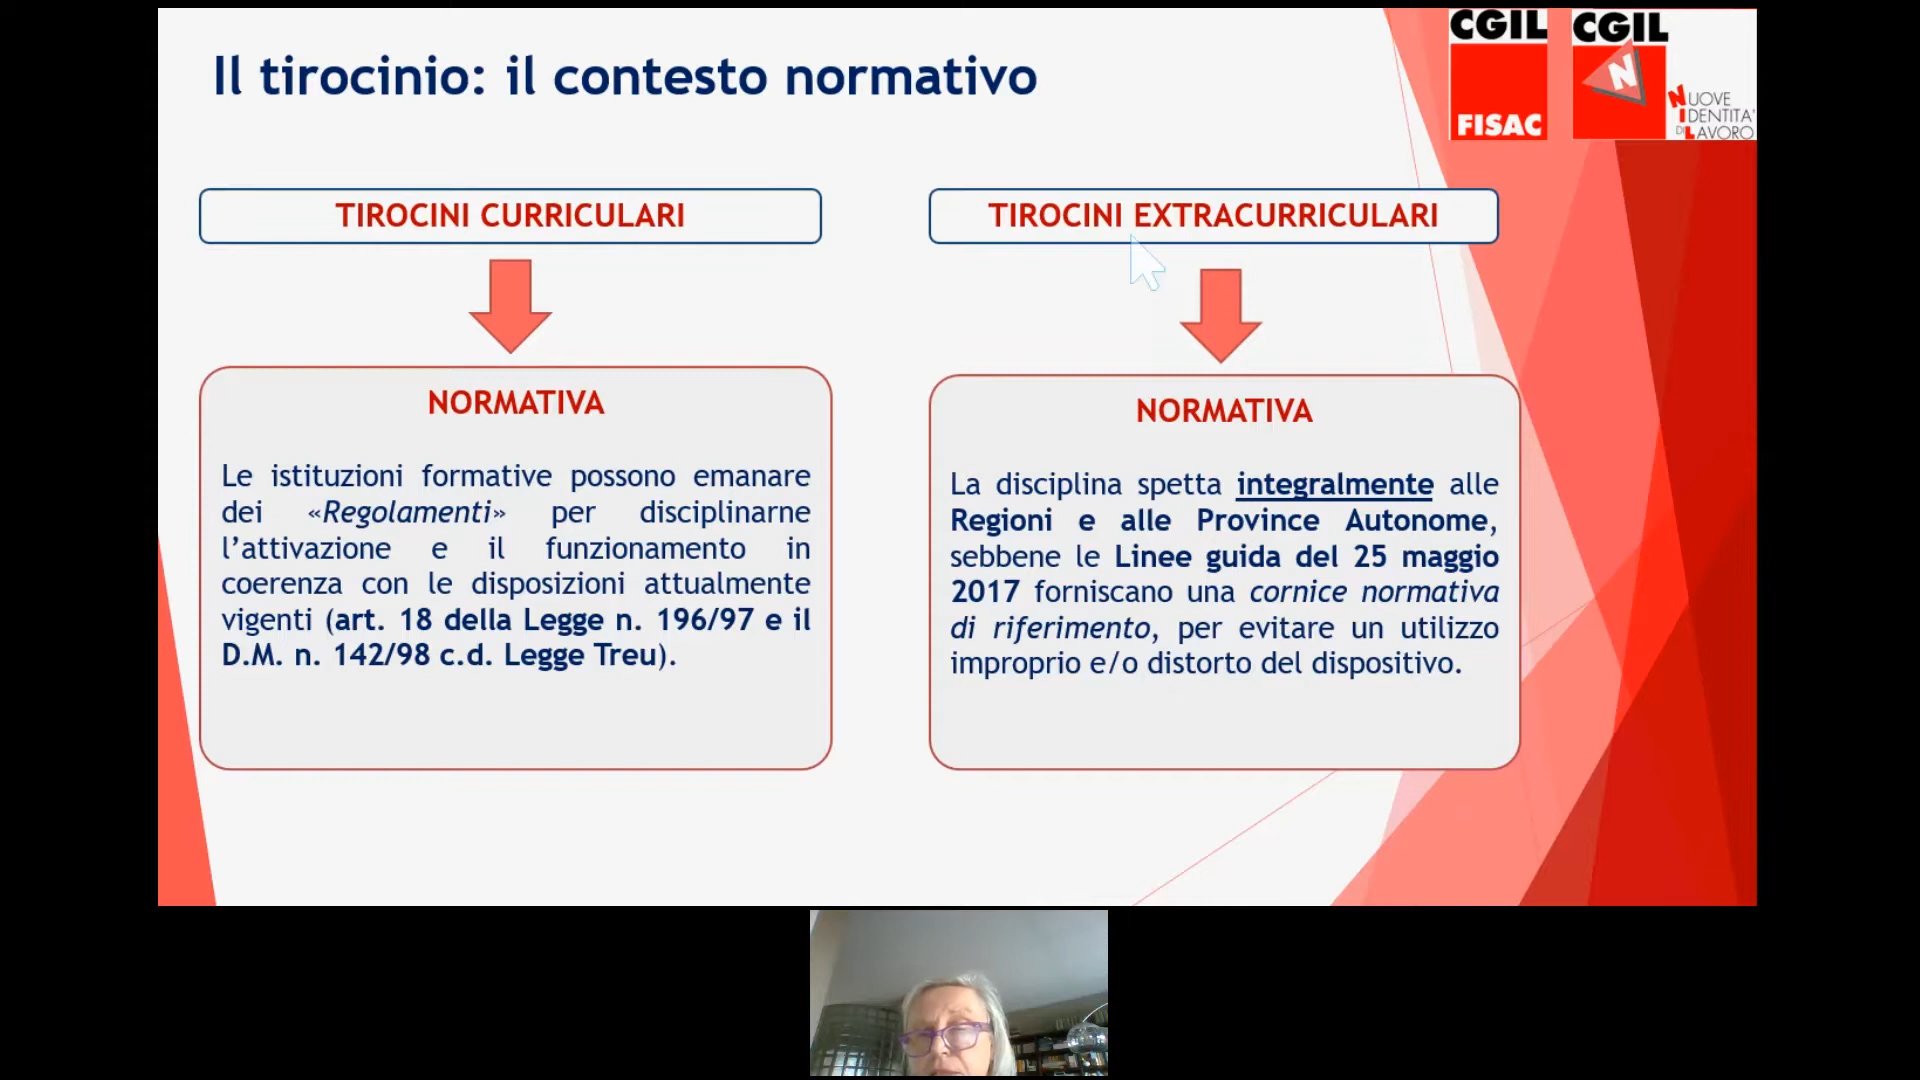 Il tirocinio: il contesto normativo
CGIL
FISAC
CGIL
N
NUOVE
IDENTITA'
DI LAVORO
TIROCINI CURRICULARI
NORMATIVA
Le istituzioni formative possono emanare
dei «Regolamenti» per disciplinarne
l'attivazione e il funzionamento in
coerenza con le disposizioni attualmente
vigenti (art. 18 della Legge n. 196/97 e il
D.M. n. 142/98 c.d. Legge Treu).
TIROCINI EXTRACURRICULARI
NORMATIVA
La disciplina spetta integralmente alle
Regioni e alle Province Autonome,
sebbene le Linee guida del 25 maggio
2017 forniscano una cornice normativa
di riferimento, per evitare un utilizzo
improprio e/o distorto del dispositivo.